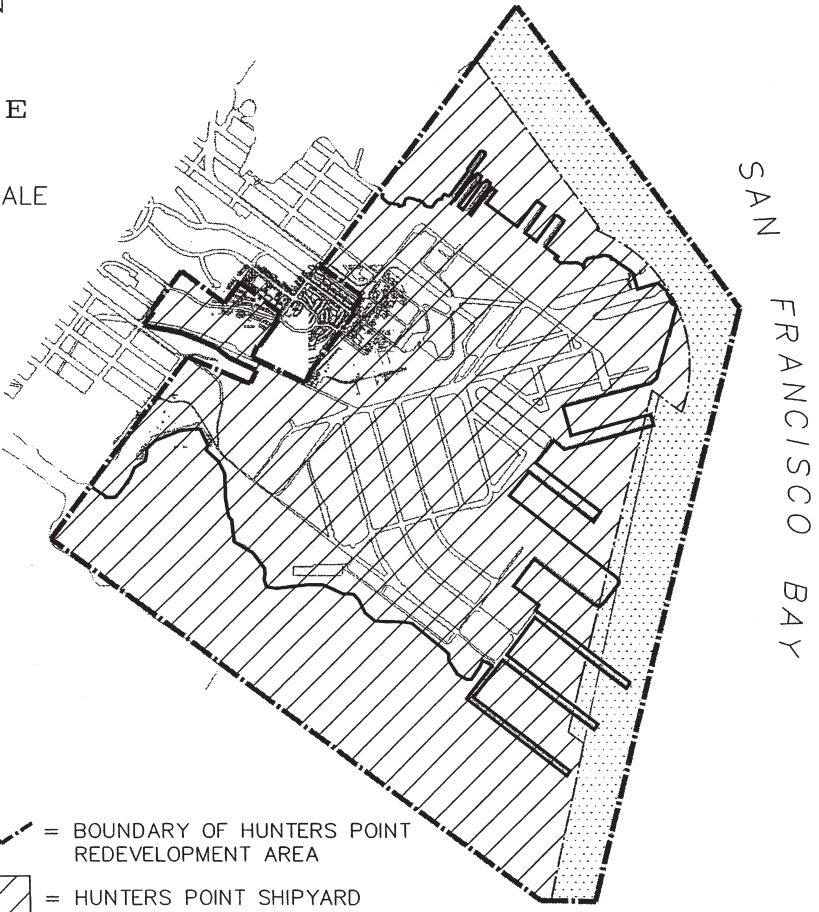 E
ALE
SAN
FRANCISCO
BAY
= BOUNDARY OF HUNTERS POINT
REDEVELOPMENT AREA
= HUNTERS POINT SHIPYARD